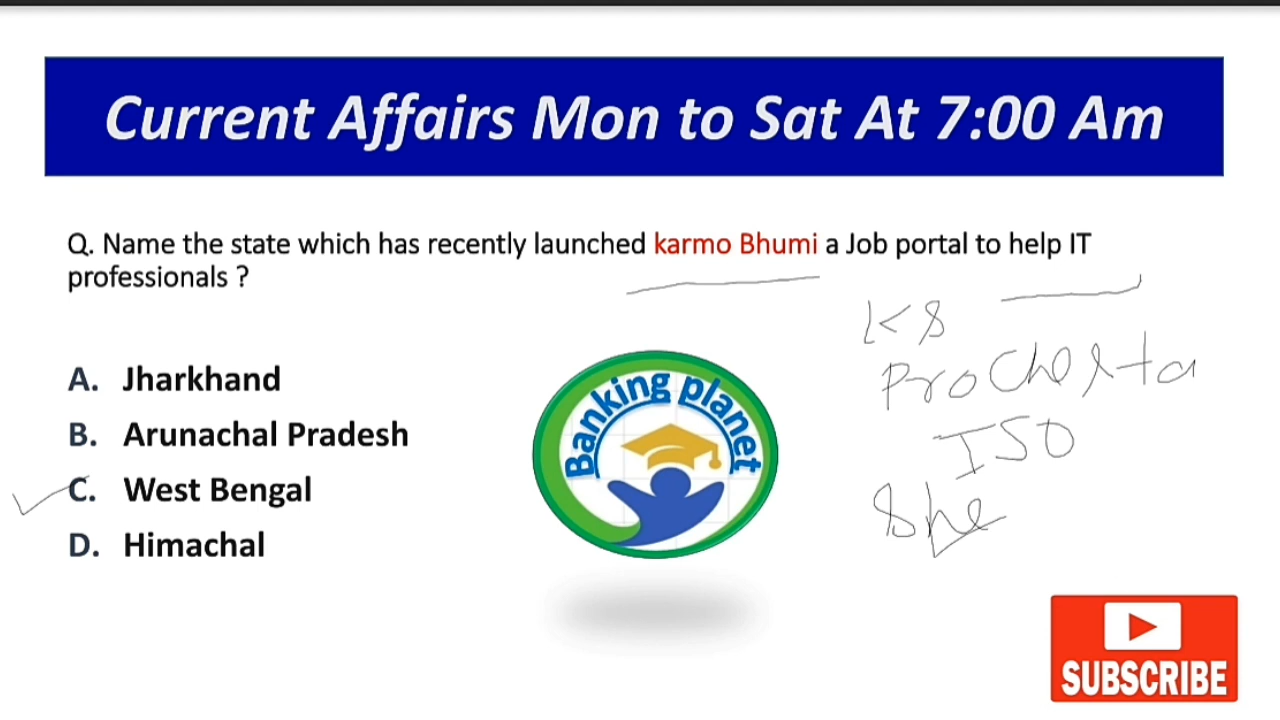 Current Affairs Mon to Sat At 7:00 Am
Q. Name the state which has recently launched karmo Bhumi a Job portal to help IT
professionals ?
A. Jharkhand
B. Arunachal Pradesh
C. West Bengal
D. Himachal
Banking planet
KS
Prochesta
ISO
She
SUBSCRIBE